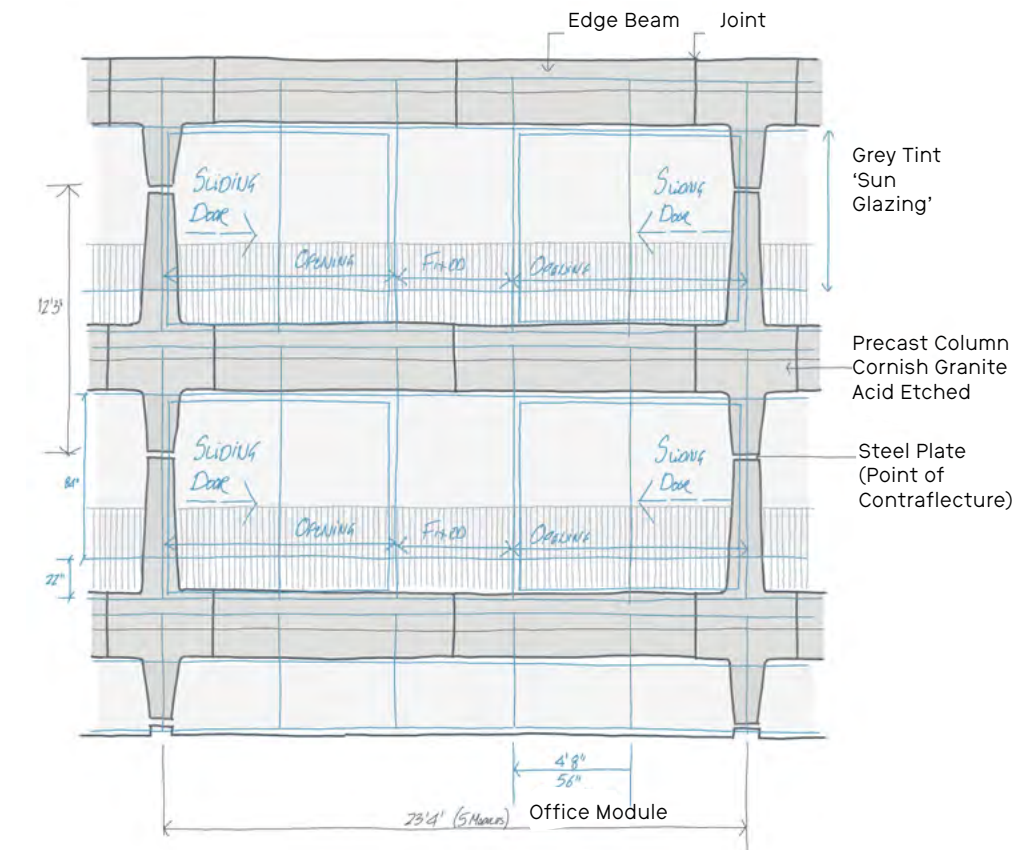 Edge Beam
Joint
Grey Tint
‘Sun
Glazing’
SLIDING
DOOR
SLIDING
DOOR
OPENING
FIXED
OPENING
12'3"
Precast Column
Cornish Granite
Acid Etched
SLIDING
DOOR
SLIDING
DOOR
Steel Plate
(Point of
Contraflecture)
84"
OPENING
FIXED
OPENING
22"
4'8"
56"
Office Module
23'4" (5 MODULES)